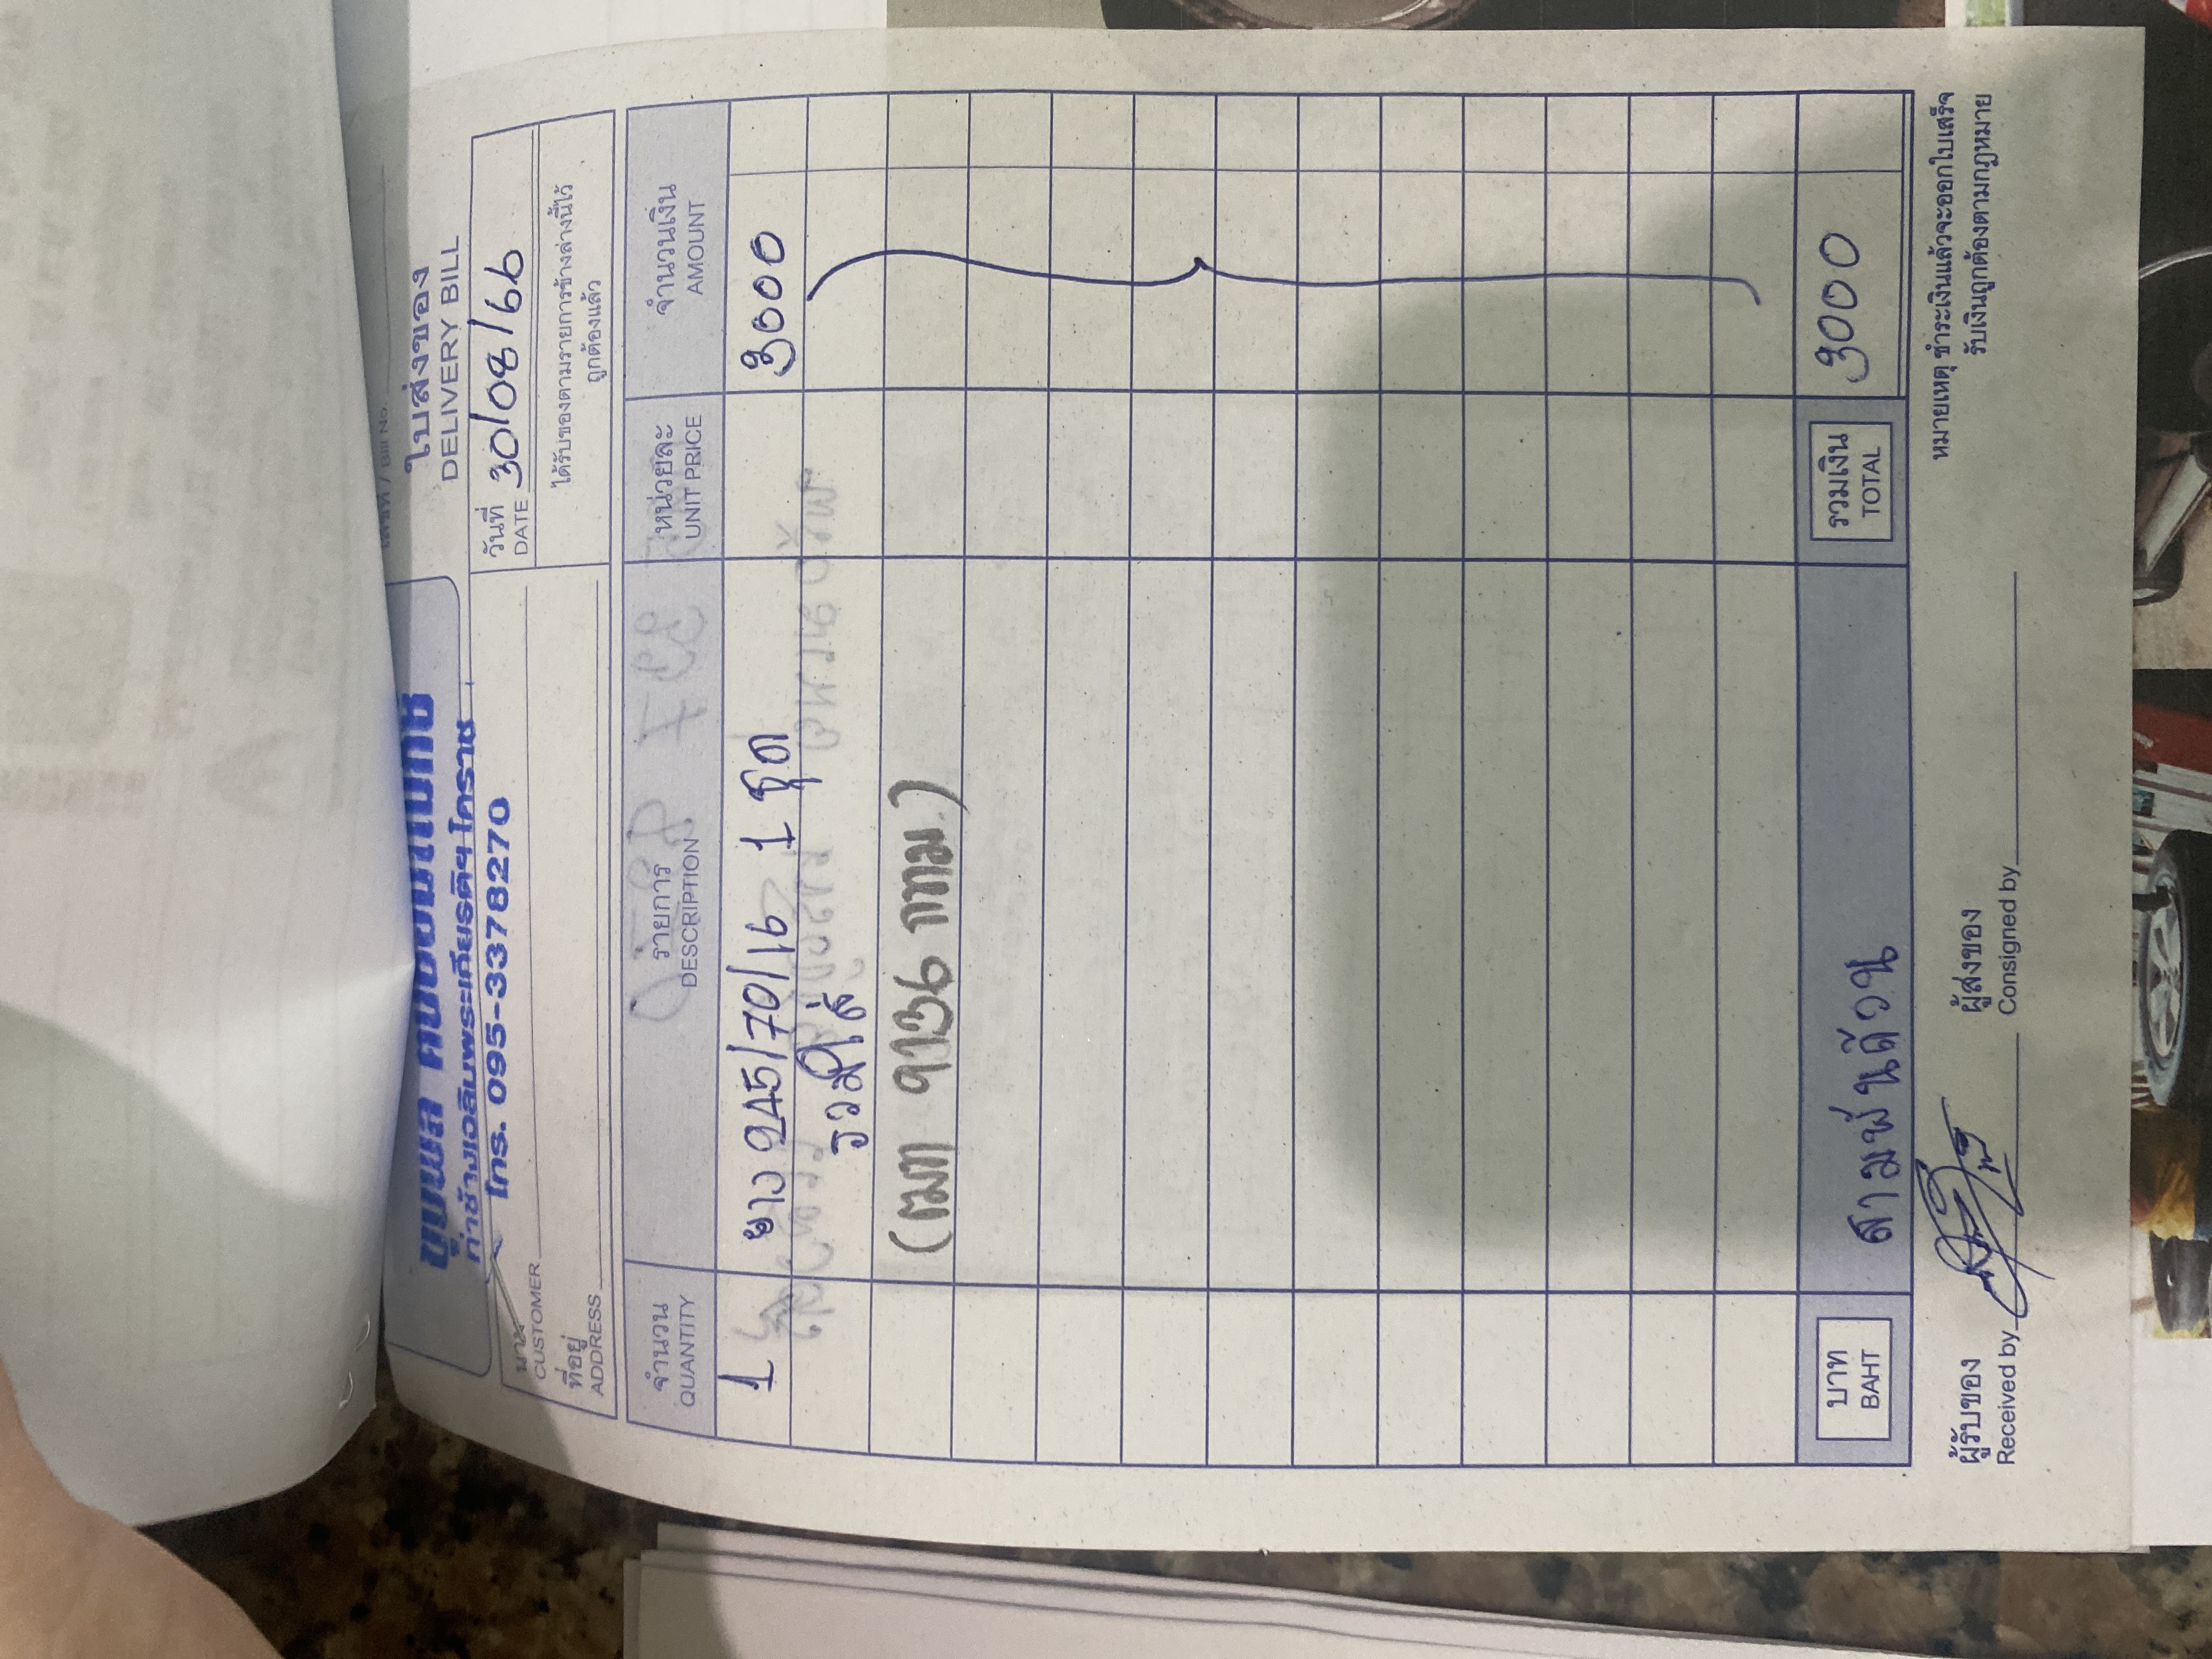 เลขที่ / Bill No.
ใบส่งของ
DELIVERY BILL
ขุนพล
ท่าช้างเฉลิมพระเกียรติฯ โคราช
โทร. 095-3378270
วันที่ 30/08/66
DATE
นาม
CUSTOMER
ที่อยู่
ADDRESS
ได้รับของตามรายการข้างล่างนี้ไว้
ถูกต้องแล้ว
จำนวน รายการ หน่วยละ จำนวนเงิน
QUANTITY DESCRIPTION UNIT PRICE AMOUNT
1 ยาง 245/70/16 1 ชุด 3000
รวมใส่
9136 กทม.)
บาท สามพันถ้วน รวมเงิน 3000
BAHT TOTAL
ผู้รับของ ผู้ส่งของ
Received by Consigned by
หมายเหตุ ชำระเงินแล้วจะออกใบเสร็จ
รับเงินถูกต้องตามกฎหมาย